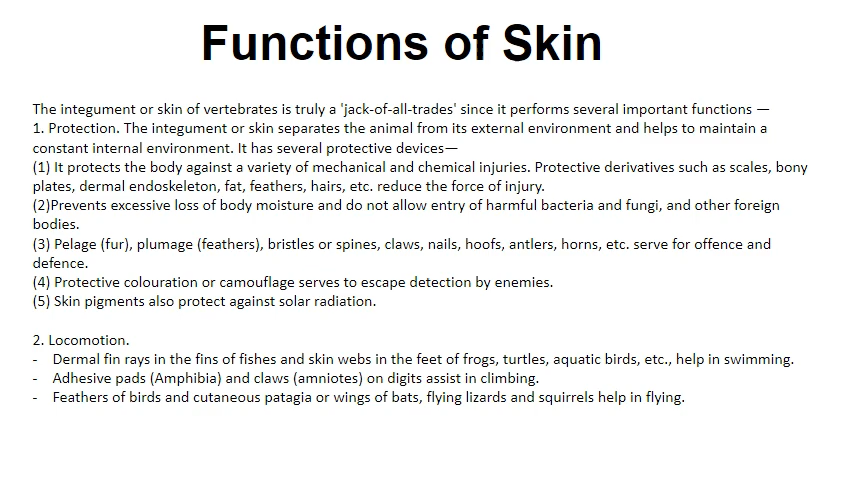 Functions of Skin
The integument or skin of vertebrates is truly a 'jack-of-all-trades' since it performs several important functions —
1. Protection. The integument or skin separates the animal from its external environment and helps to maintain a
constant internal environment. It has several protective devices—
(1) It protects the body against a variety of mechanical and chemical injuries. Protective derivatives such as scales, bony
plates, dermal endoskeleton, fat, feathers, hairs, etc. reduce the force of injury.
(2)Prevents excessive loss of body moisture and do not allow entry of harmful bacteria and fungi, and other foreign
bodies.
(3) Pelage (fur), plumage (feathers), bristles or spines, claws, nails, hoofs, antlers, horns, etc. serve for offence and
defence.
(4) Protective colouration or camouflage serves to escape detection by enemies.
(5) Skin pigments also protect against solar radiation.
2. Locomotion.
- Dermal fin rays in the fins of fishes and skin webs in the feet of frogs, turtles, aquatic birds, etc., help in swimming.
- Adhesive pads (Amphibia) and claws (amniotes) on digits assist in climbing.
- Feathers of birds and cutaneous patagia or wings of bats, flying lizards and squirrels help in flying.